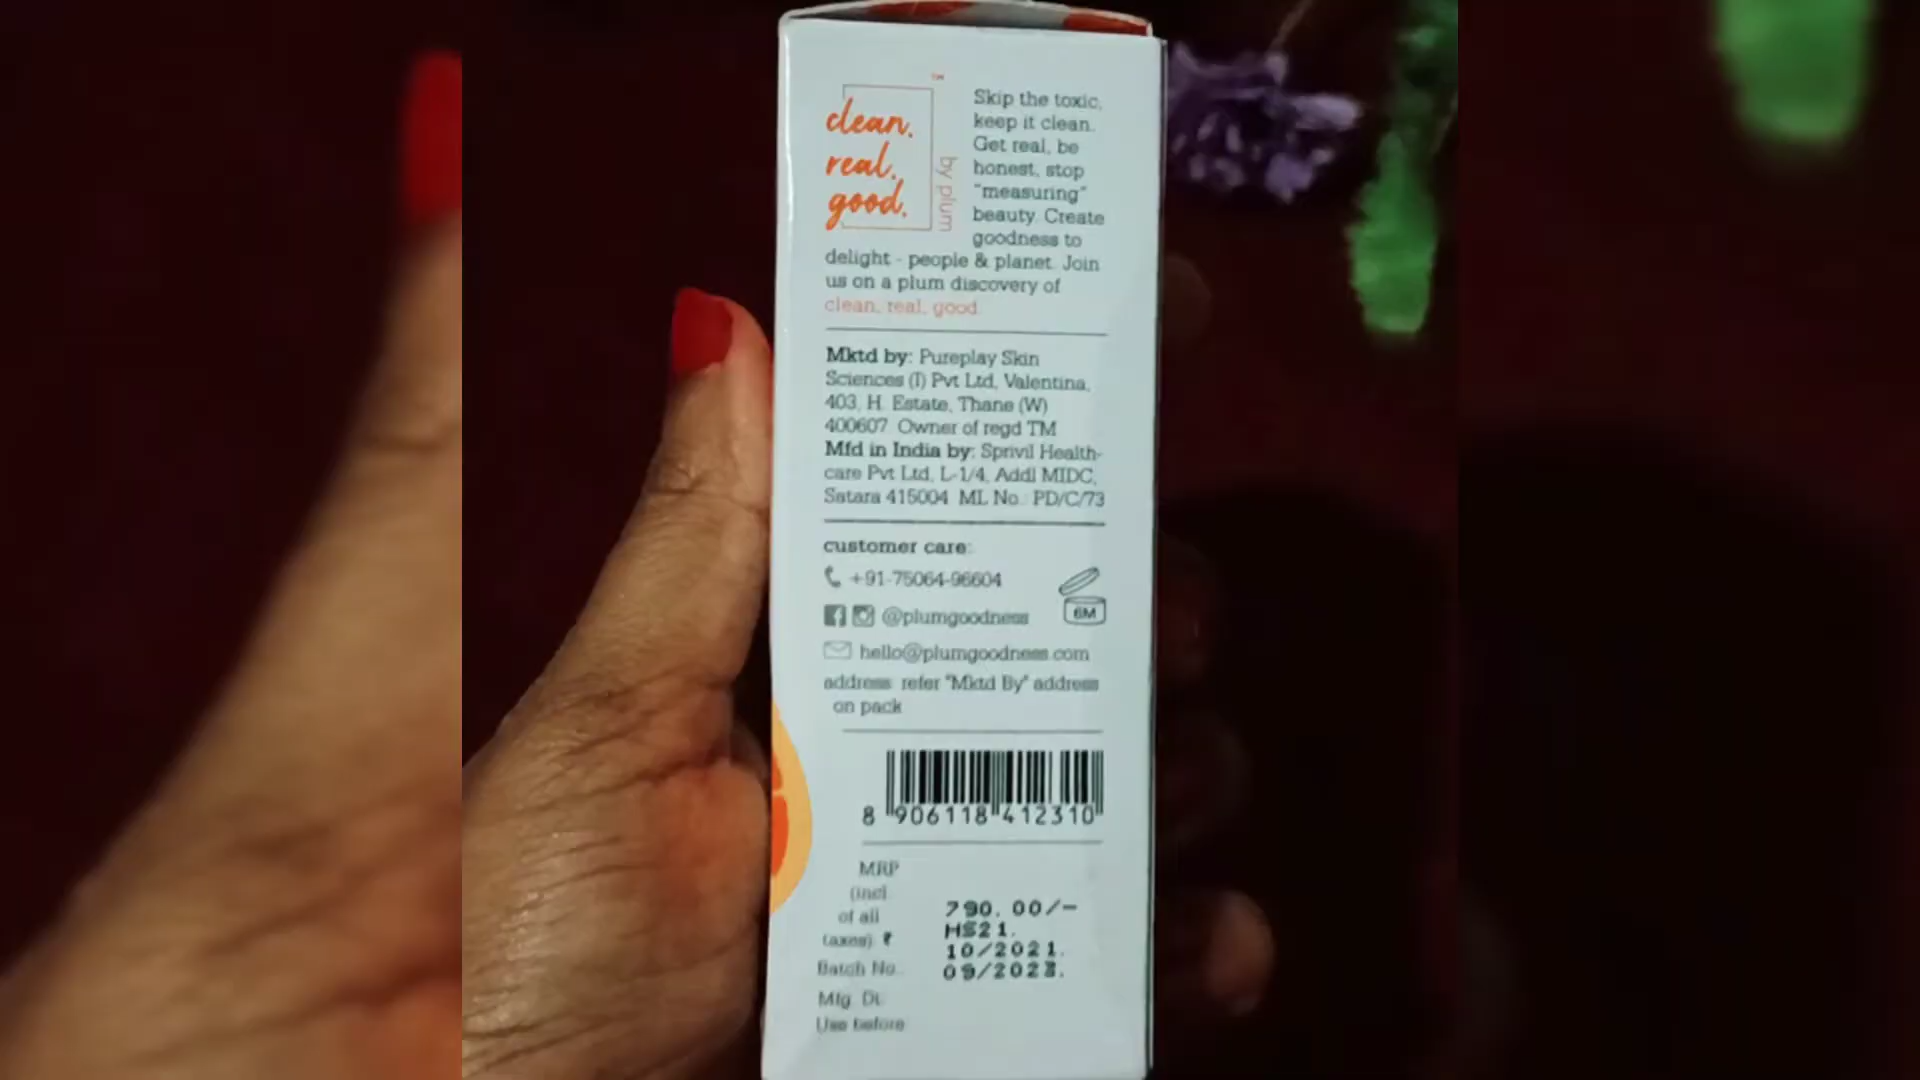 clean.
real.
good.
TM
by plum
Skip the toxic,
keep it clean.
Get real, be
honest, stop
"measuring"
beauty. Create
goodness to
delight - people & planet. Join
us on a plum discovery of
clean, real, good.
Mktd by: Pureplay Skin
Sciences (I) Pvt Ltd, Valentina,
403, H. Estate, Thane (W)
400607. Owner of regd TM
Mfd in India by: Sprivil Health-
care Pvt Ltd, L-1/4, Addl MIDC,
Satara 415004 ML No.: PD/C/73
customer care:
+91-75064-96604
@plumgoodness
6M
hello@plumgoodness.com
address: refer "Mktd By" address
on pack
8 906118 412310
MRP
(incl.
of all
taxes) ₹
790.00/-
Batch No.
HS21.
Mfg. Dt.
10/2021.
Use before
09/2023.